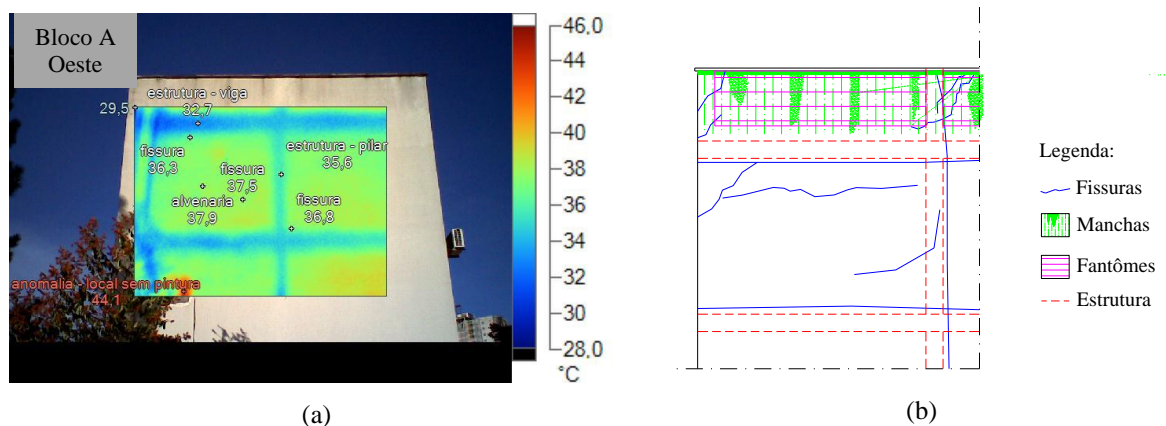 Bloco A
Oeste
estrutura - viga
29,5
32,7
fissura
36,3
estrutura - pilar
35,6
fissura
37,5
alvenaria
37,9
fissura
36,8
anomalia - local sem pintura
44,1
46,0
44
42
40
38
36
34
32
30
28,0
°C
(a)
Legenda:
Fissuras
Manchas
Fantômes
Estrutura
(b)